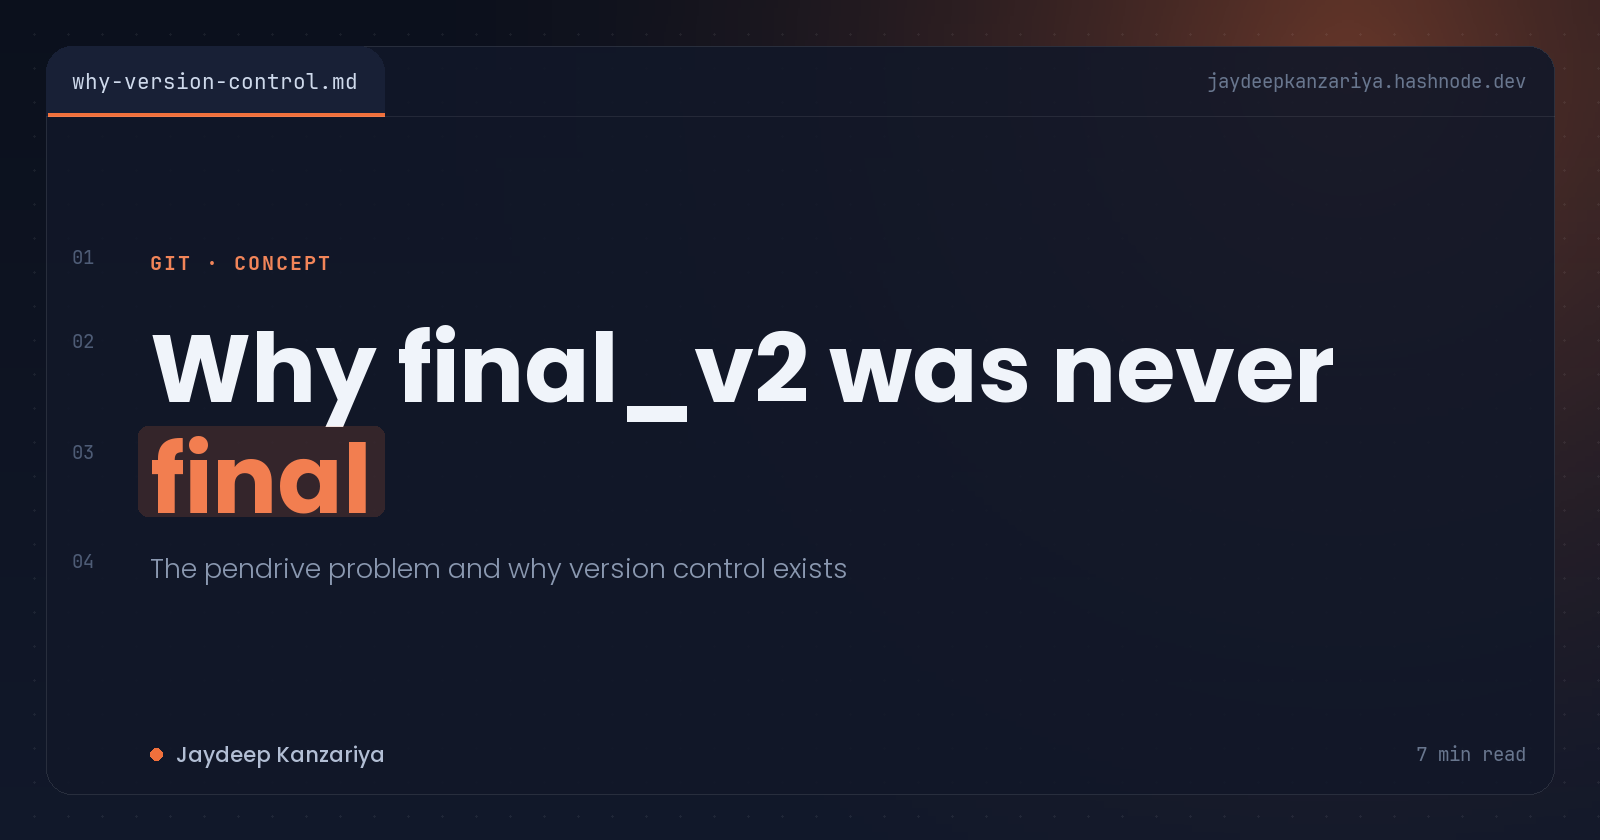 why-version-control.md
jaydeepkanzariya.hashnode.dev
01
GIT · CONCEPT
02
Why final_v2 was never
03
final
04
The pendrive problem and why version control exists
Jaydeep Kanzariya
7 min read